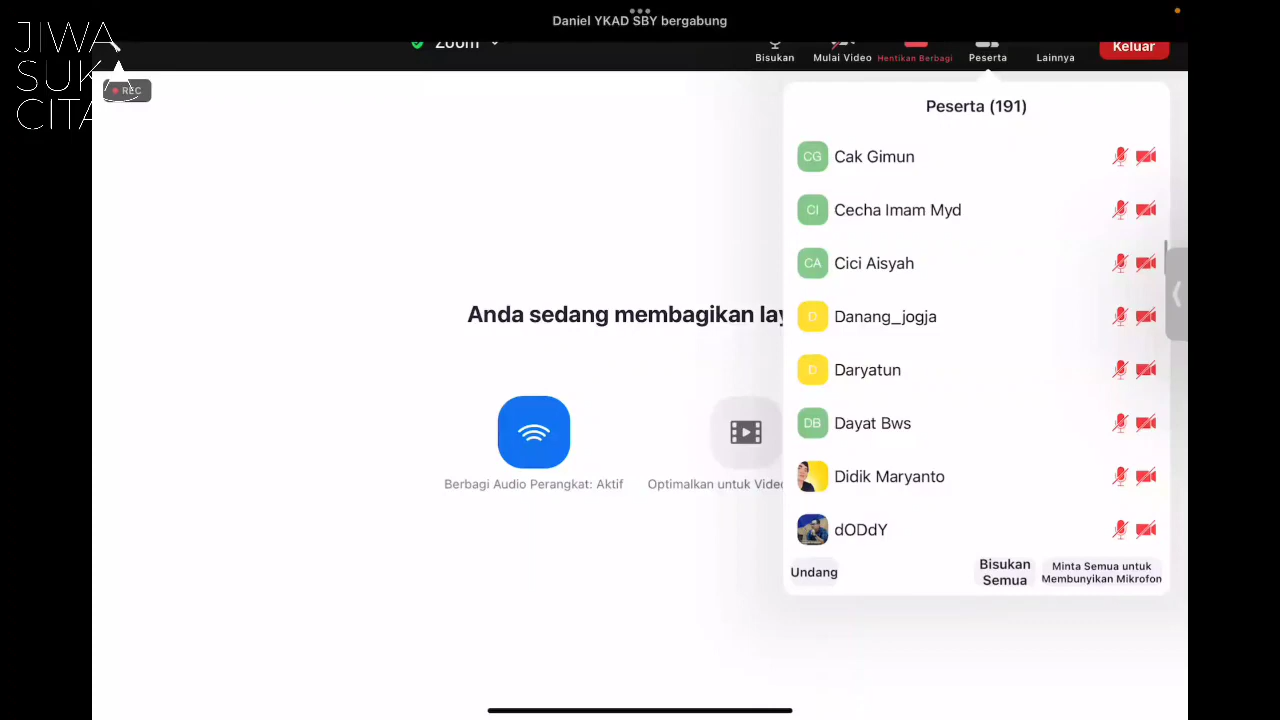 Daniel YKAD SBY bergabung
JIWA
SUKA
CITA
Zoom
Bisukan
Mulai Video
Hentikan Berbagi
Peserta
Lainnya
Keluar
REC
Peserta (191)
CG Cak Gimun
CI Cecha Imam Myd
CA Cici Aisyah
D Danang_jogja
D Daryatun
DB Dayat Bws
Didik Maryanto
dODdY
Anda sedang membagikan lay
Berbagi Audio Perangkat: Aktif
Optimalkan untuk Video
Undang
Bisukan
Semua
Minta Semua untuk
Membunyikan Mikrofon